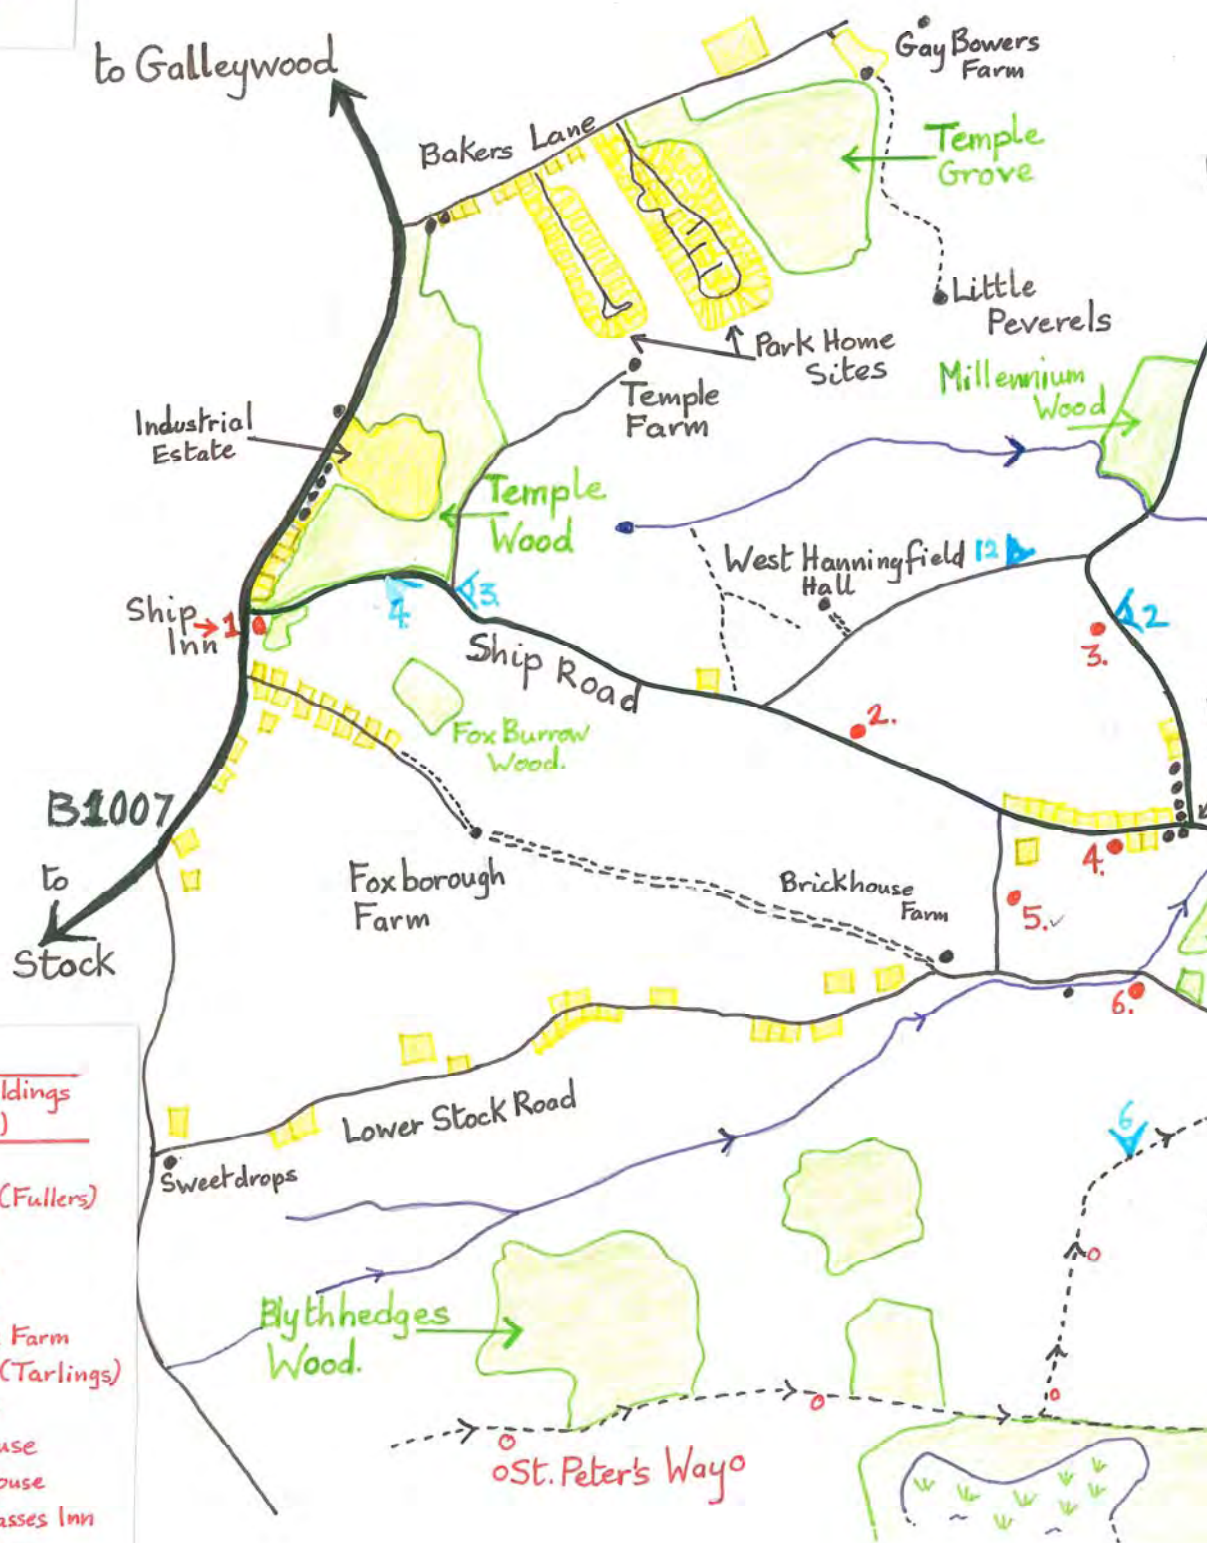 to Galleywood
Gay Bowers
Farm
Bakers Lane
Temple
Grove
Little
Peverels
Park Home
Sites
Millennium
Wood
Temple
Farm
Industrial
Estate
Temple
Wood
West Hanningfield
Hall
12
Ship
Inn
1
4.
3.
2
3.
Ship Road
Fox Burrow
Wood.
2.
B1007
to
Stock
Foxborough
Farm
Brickhouse
Farm
4.
5.
6.
ldings
)
Lower Stock Road
Sweetdrops
6
(Fullers)
Blythhedges
Wood.
Farm
(Tarlings)
use
ouse
asses Inn
St. Peter's Way